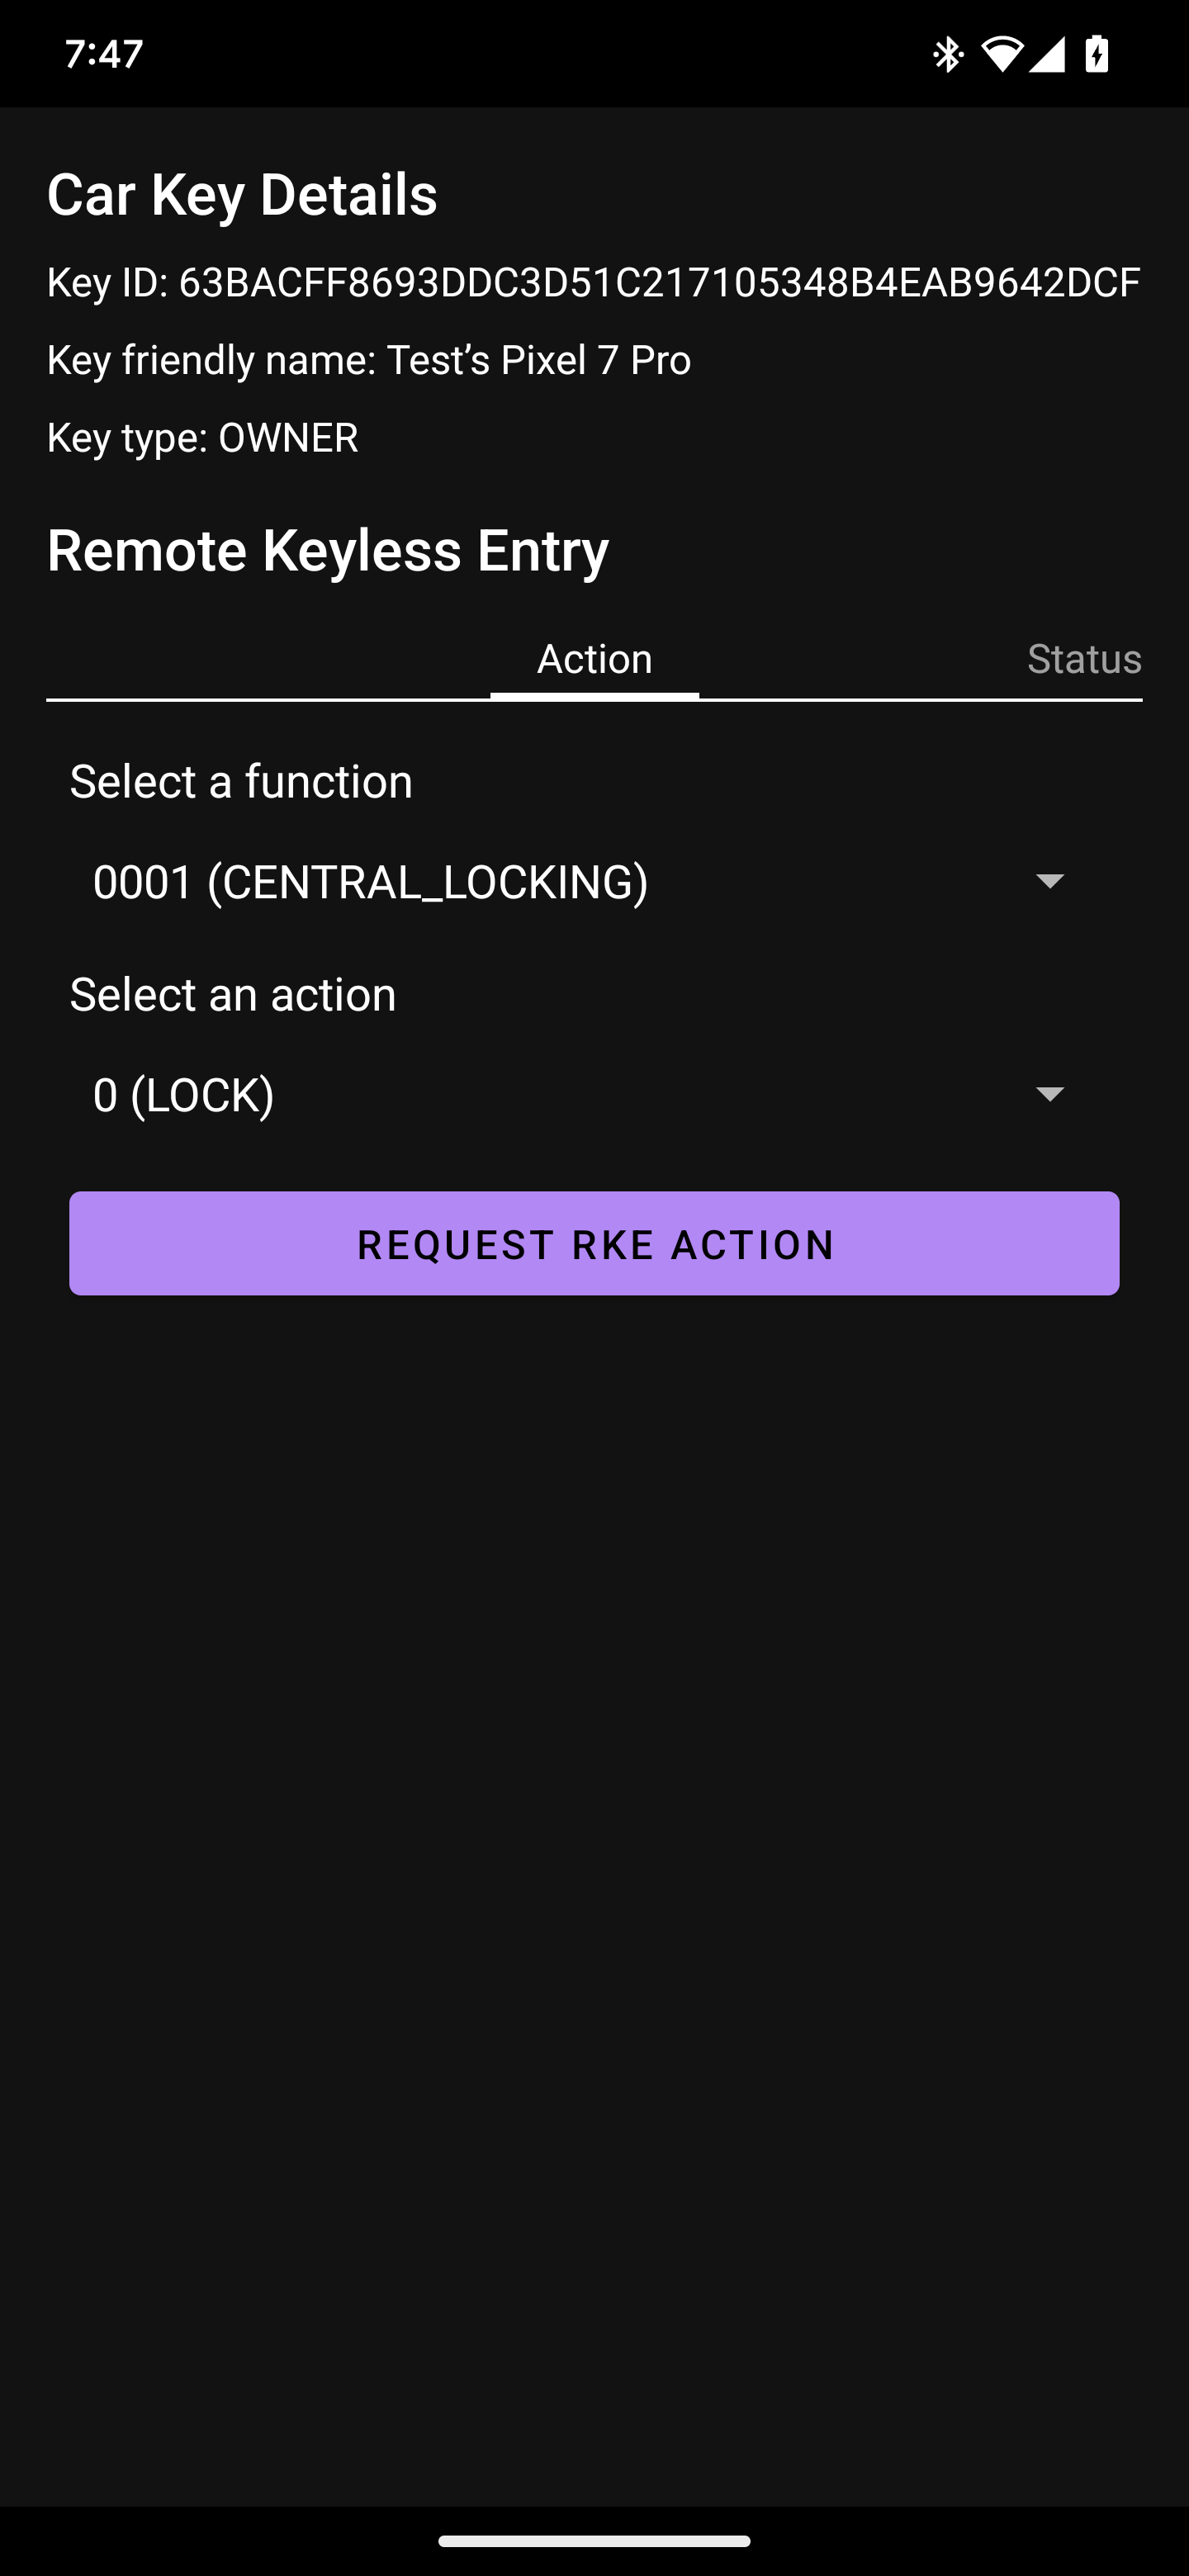 7:47
Car Key Details
Key ID: 63BACFF8693DDC3D51C217105348B4EAB9642DCF
Key friendly name: Test’s Pixel 7 Pro
Key type: OWNER
Remote Keyless Entry
Action Status
Select a function
0001 (CENTRAL_LOCKING)
Select an action
0 (LOCK)
REQUEST RKE ACTION